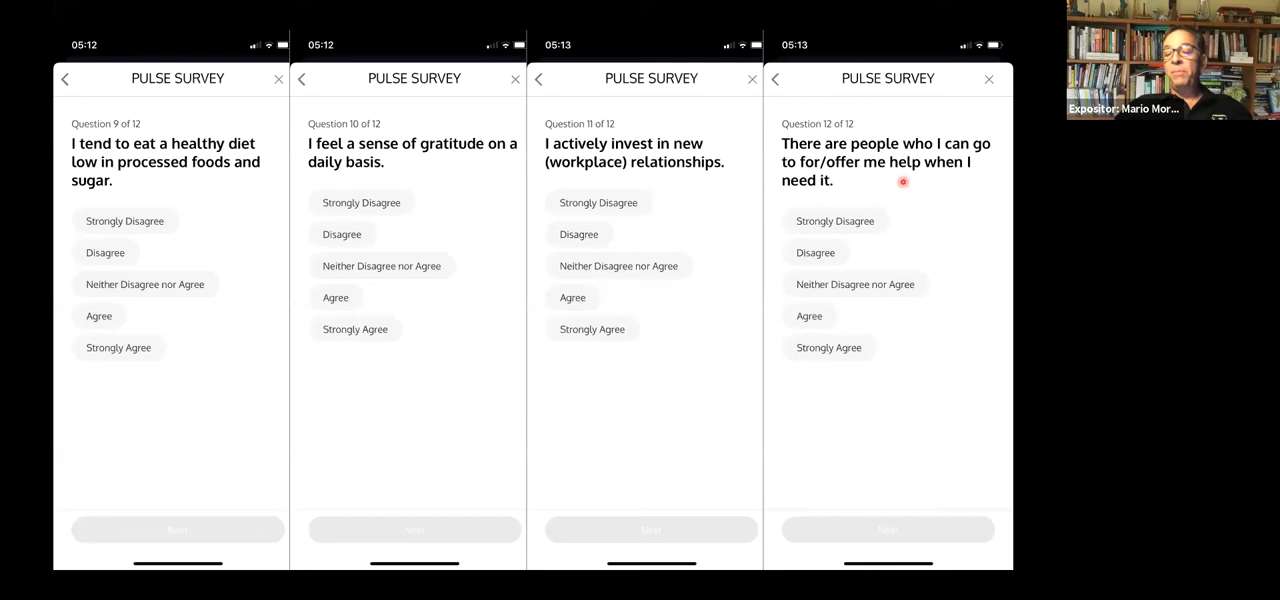 05:12
PULSE SURVEY
Question 9 of 12
I tend to eat a healthy diet
low in processed foods and
sugar.
Strongly Disagree
Disagree
Neither Disagree nor Agree
Agree
Strongly Agree
Next
05:12
PULSE SURVEY
Question 10 of 12
I feel a sense of gratitude on a
daily basis.
Strongly Disagree
Disagree
Neither Disagree nor Agree
Agree
Strongly Agree
Next
05:13
PULSE SURVEY
Question 11 of 12
I actively invest in new
(workplace) relationships.
Strongly Disagree
Disagree
Neither Disagree nor Agree
Agree
Strongly Agree
Next
05:13
PULSE SURVEY
Question 12 of 12
There are people who I can go
to for/offer me help when I
need it.
Strongly Disagree
Disagree
Neither Disagree nor Agree
Agree
Strongly Agree
Next
Expositor: Mario Mor...